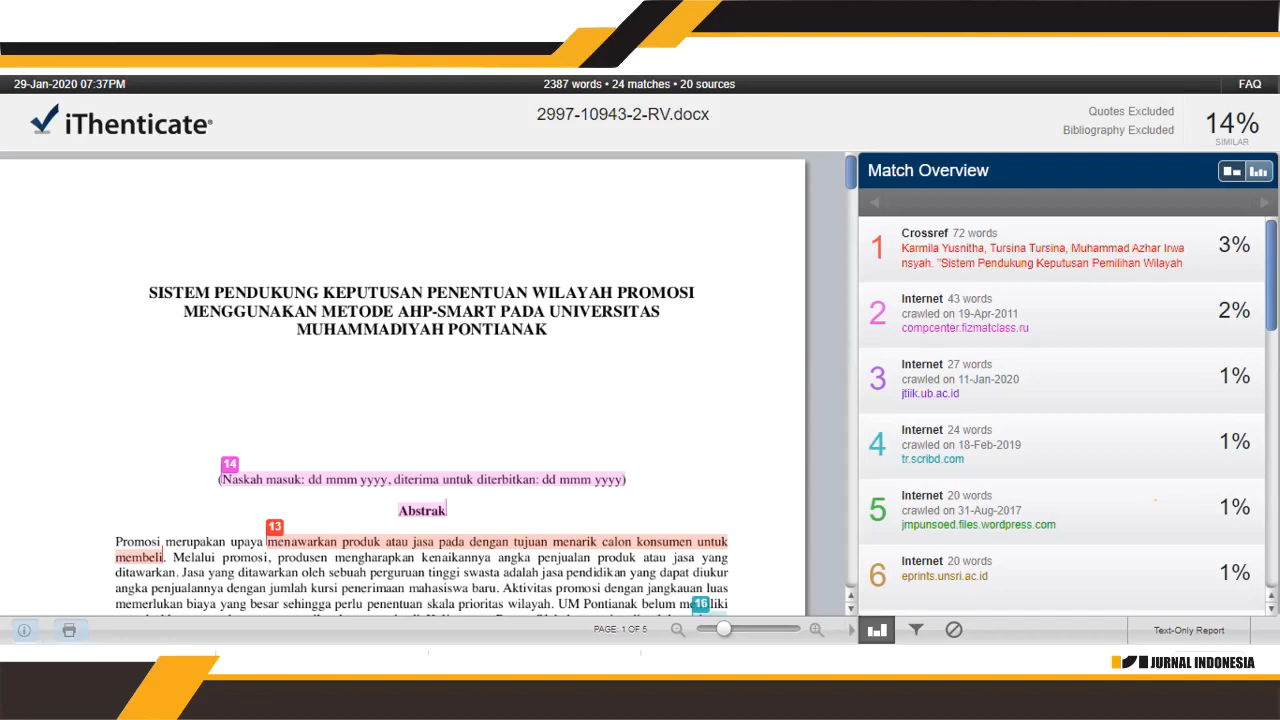 29-Jan-2020 07:37PM
2387 words • 24 matches • 20 sources
FAQ
iThenticate®
2997-10943-2-RV.docx
Quotes Excluded
Bibliography Excluded
14%
SIMILAR
SISTEM PENDUKUNG KEPUTUSAN PENENTUAN WILAYAH PROMOSI
MENGGUNAKAN METODE AHP-SMART PADA UNIVERSITAS
MUHAMMADIYAH PONTIANAK
14
(Naskah masuk: dd mmm yyyy, diterima untuk diterbitkan: dd mmm yyyy)
Abstrak
13
Promosi merupakan upaya menawarkan produk atau jasa pada dengan tujuan menarik calon konsumen untuk
membeli. Melalui promosi, produsen mengharapkan kenaikannya angka penjualan produk atau jasa yang
ditawarkan. Jasa yang ditawarkan oleh sebuah perguruan tinggi swasta adalah jasa pendidikan yang dapat diukur
angka penjualannya dengan jumlah kursi penerimaan mahasiswa baru. Aktivitas promosi dengan jangkauan luas
16
memerlukan biaya yang besar sehingga perlu penentuan skala prioritas wilayah. UM Pontianak belum memiliki
Match Overview
1
Crossref 72 words
Karmila Yusnitha, Tursina Tursina, Muhammad Azhar Irwa
nsyah. "Sistem Pendukung Keputusan Pemilihan Wilayah
3%
2
Internet 43 words
crawled on 19-Apr-2011
compcenter.fizmatclass.ru
2%
3
Internet 27 words
crawled on 11-Jan-2020
jtiik.ub.ac.id
1%
4
Internet 24 words
crawled on 18-Feb-2019
tr.scribd.com
1%
5
Internet 20 words
crawled on 31-Aug-2017
jmpunsoed.files.wordpress.com
1%
6
Internet 20 words
eprints.unsri.ac.id
1%
PAGE: 1 OF 5
Text-Only Report
JURNAL INDONESIA